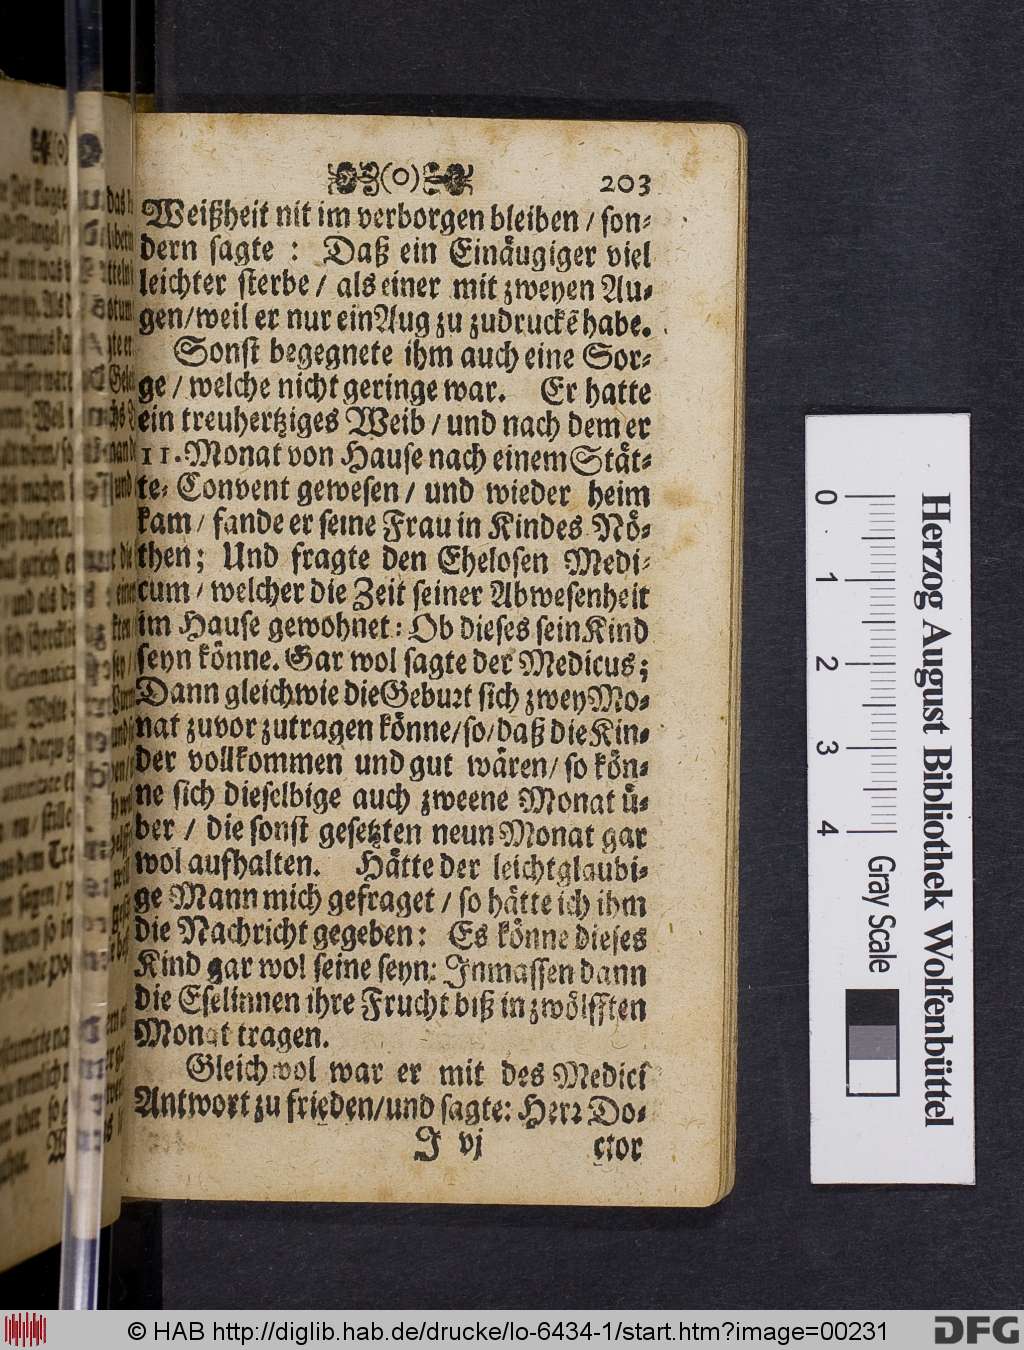 (o) 203
Weißheit nit im verborgen bleiben / son-
dern sagte : Daß ein Einäugiger viel
leichter sterbe / als einer mit zweyen Au-
gen/weil er nur ein Aug zu zudruckẽ habe.
Sonst begegnete ihm auch eine Sor-
ge / welche nicht geringe war. Er hatte
ein treuhertziges Weib / und nach dem er
11. Monat von Hause nach einem Stät-
te- Convent gewesen / und wieder heim
kam / fande er seine Frau in Kindes Nö-
then; Und fragte den Ehelosen Medi-
cum / welcher die Zeit seiner Abwesenheit
im Hause gewohnet: Ob dieses sein Kind
seyn könne. Gar wol sagte der Medicus;
Dann gleichwie die Geburt sich zwey Mo-
nat zuvor zutragen könne/so/daß die Kin-
der vollkommen und gut wären/ so kön-
ne sich dieselbige auch zweene Monat ü-
ber / die sonst gesetzten neun Monat gar
wol aufhalten. Hätte der leichtglaubi-
ge Mann mich gefraget / so hätte ich ihm
die Nachricht gegeben: Es könne dieses
Kind gar wol seine seyn: Inmassen dann
die Eselinnen ihre Frucht biß in zwölfften
Monat tragen.
Gleichwol war er mit des Medici
Antwort zu frieden/und sagte: Herr Do-
J vj ctor
0 1 2 3 4
Gray Scale
Herzog August Bibliothek Wolfenbüttel
© HAB http://diglib.hab.de/drucke/lo-6434-1/start.htm?image=00231
DFG